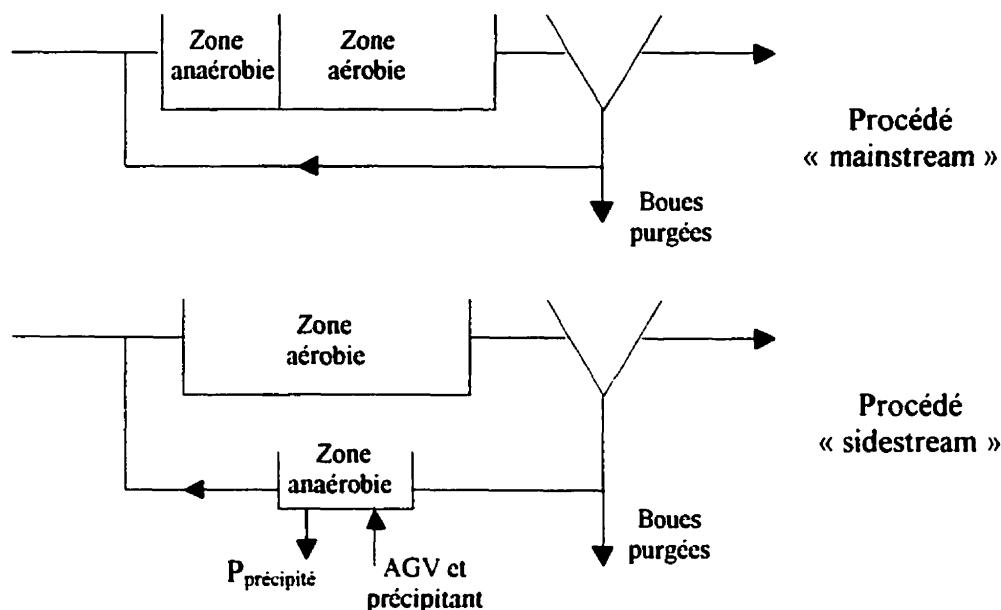 Zone
anaérobie
Zone
aérobie
Procédé
« mainstream »
Boues
purgées
Zone
aérobie
Procédé
« sidestream »
Zone
anaérobie
Boues
purgées
Pprécipité
AGV et
précipitant